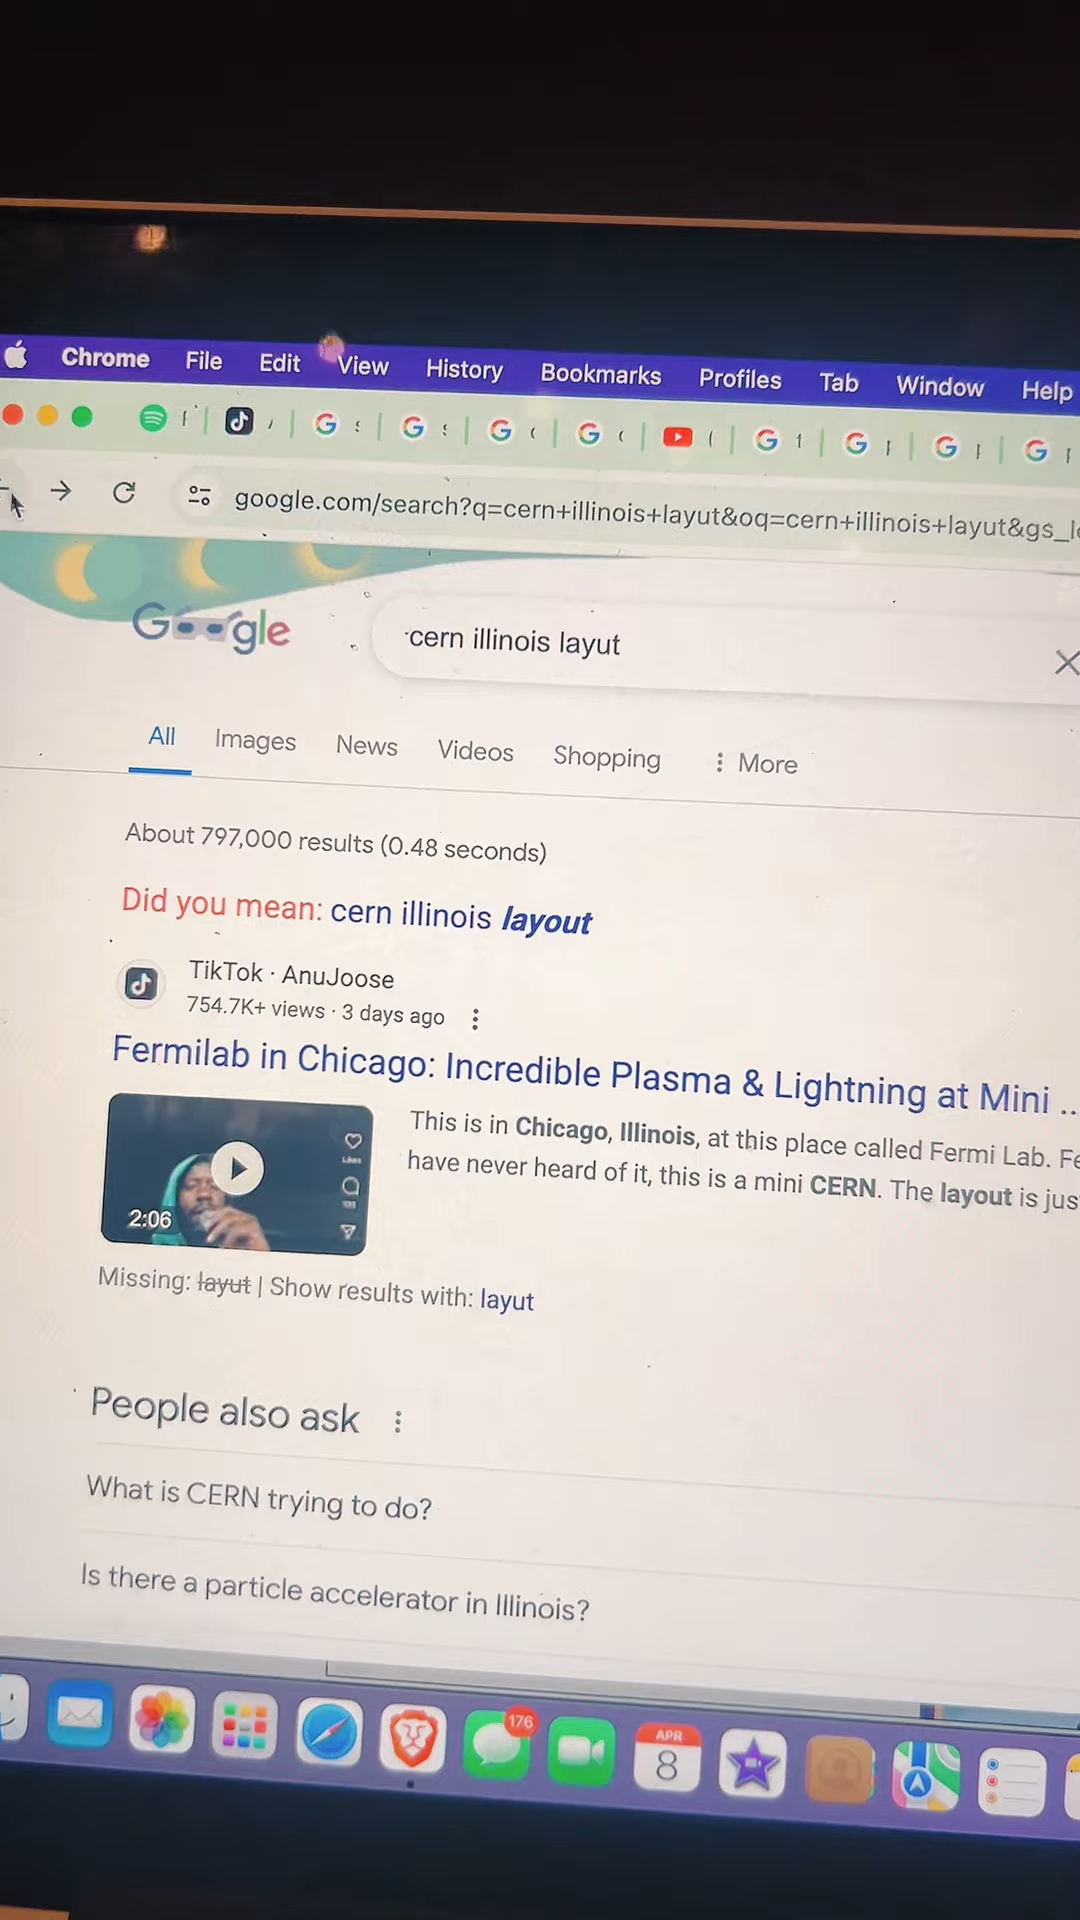 Chrome File Edit View History Bookmarks Profiles Tab Window Help
google.com/search?q=cern+illinois+layut&oq=cern+illinois+layut&gs_l
Google
cern illinois layut
All Images News Videos Shopping More
About 797,000 results (0.48 seconds)
Did you mean: cern illinois layout
TikTok · AnuJoose
754.7K+ views · 3 days ago
Fermilab in Chicago: Incredible Plasma & Lightning at Mini ...
This is in Chicago, Illinois, at this place called Fermi Lab.
have never heard of it, this is a mini CERN. The layout is jus
2:06
Missing: layut | Show results with: layut
People also ask
What is CERN trying to do?
Is there a particle accelerator in Illinois?
176
APR
8